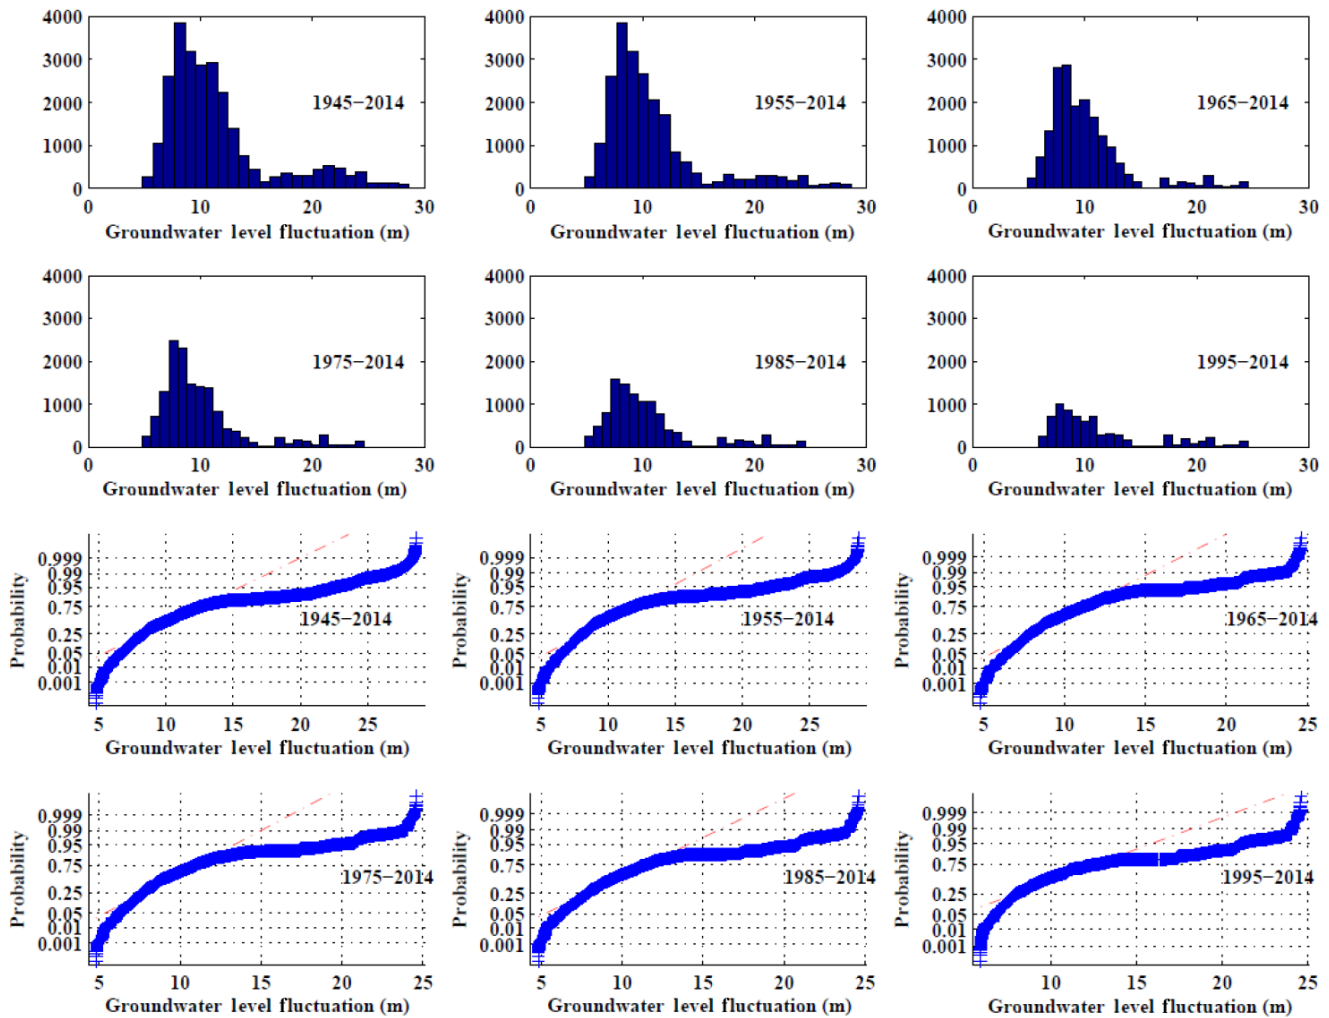 4000 3000 2000 1000 0
1945−2014
0 10 20 30
Groundwater level fluctuation (m)
4000 3000 2000 1000 0
1955−2014
0 10 20 30
Groundwater level fluctuation (m)
4000 3000 2000 1000 0
1965−2014
0 10 20 30
Groundwater level fluctuation (m)
4000 3000 2000 1000 0
1975−2014
0 10 20 30
Groundwater level fluctuation (m)
4000 3000 2000 1000 0
1985−2014
0 10 20 30
Groundwater level fluctuation (m)
4000 3000 2000 1000 0
1995−2014
0 10 20 30
Groundwater level fluctuation (m)
Probability
0.999 0.99 0.95 0.75 0.25 0.05 0.01 0.001
1945−2014
5 10 15 20 25
Groundwater level fluctuation (m)
Probability
0.999 0.99 0.95 0.75 0.25 0.05 0.01 0.001
1955−2014
5 10 15 20 25
Groundwater level fluctuation (m)
Probability
0.999 0.99 0.95 0.75 0.25 0.05 0.01 0.001
1965−2014
5 10 15 20 25
Groundwater level fluctuation (m)
Probability
0.999 0.99 0.95 0.75 0.25 0.05 0.01 0.001
1975−2014
5 10 15 20 25
Groundwater level fluctuation (m)
Probability
0.999 0.99 0.95 0.75 0.25 0.05 0.01 0.001
1985−2014
5 10 15 20 25
Groundwater level fluctuation (m)
Probability
0.999 0.99 0.95 0.75 0.25 0.05 0.01 0.001
1995−2014
10 15 20 25
Groundwater level fluctuation (m)